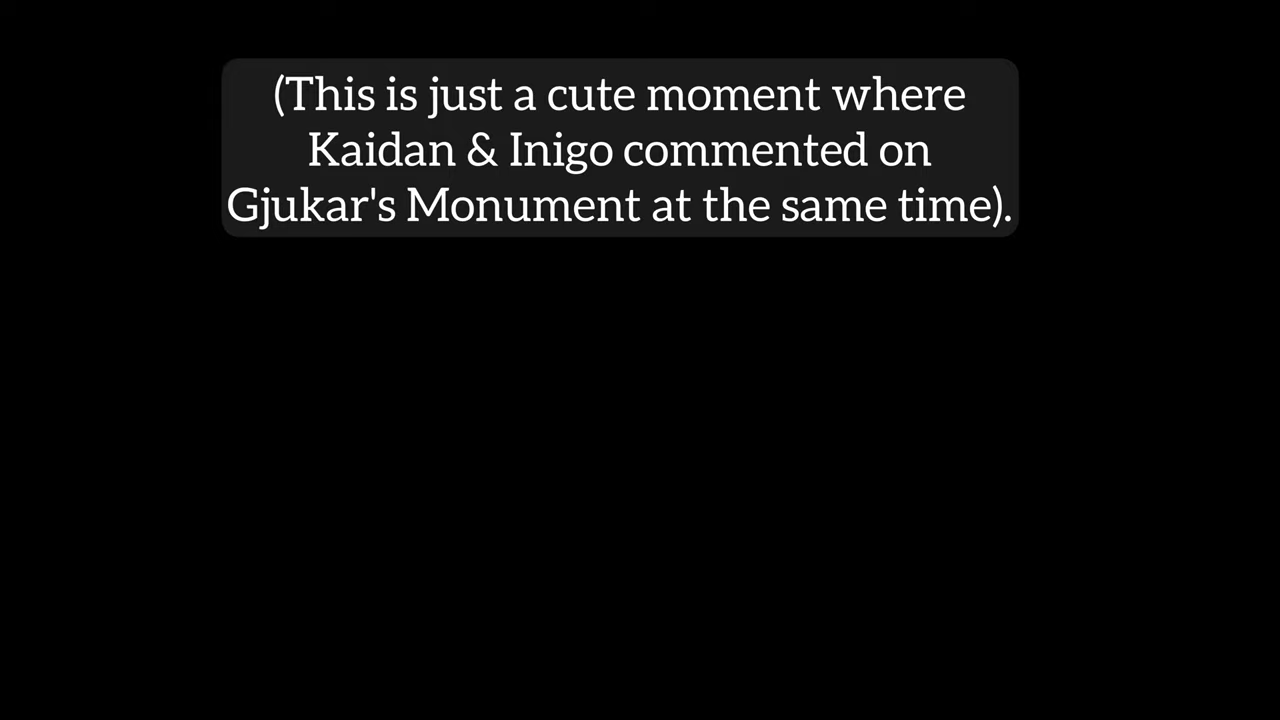 (This is just a cute moment where
Kaidan & Inigo commented on
Gjukar's Monument at the same time).